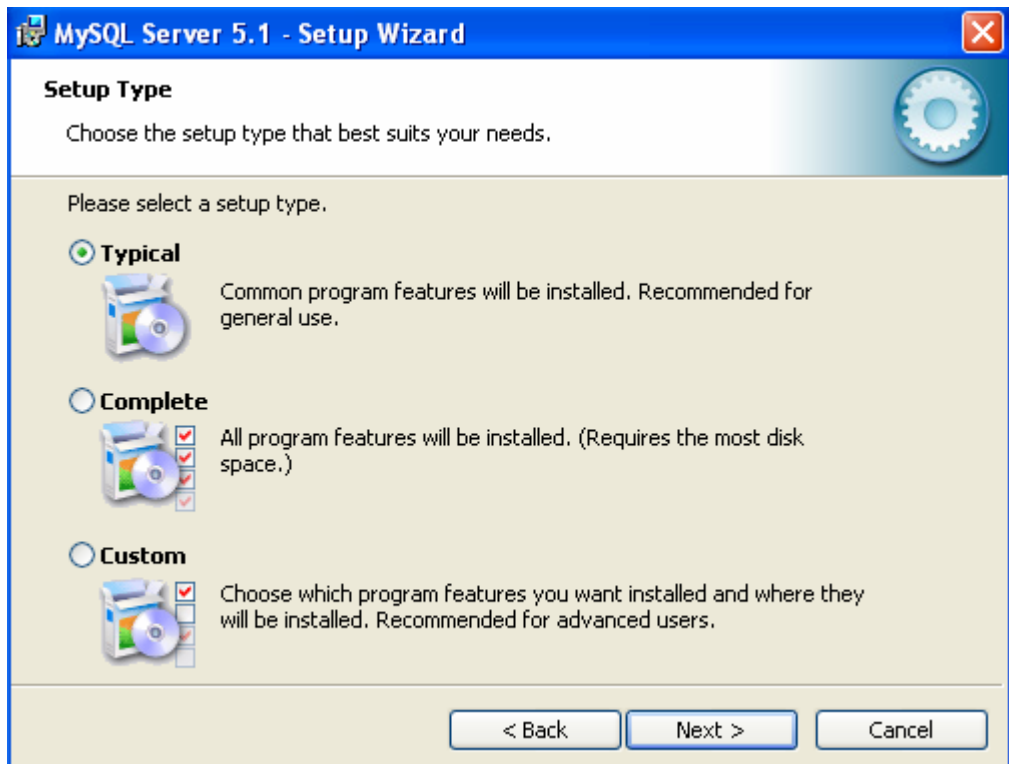 MySQL Server 5.1 - Setup Wizard
Setup Type
Choose the setup type that best suits your needs.
Please select a setup type.
Typical
Common program features will be installed. Recommended for
general use.
Complete
All program features will be installed. (Requires the most disk
space.)
Custom
Choose which program features you want installed and where they
will be installed. Recommended for advanced users.
< Back
Next >
Cancel